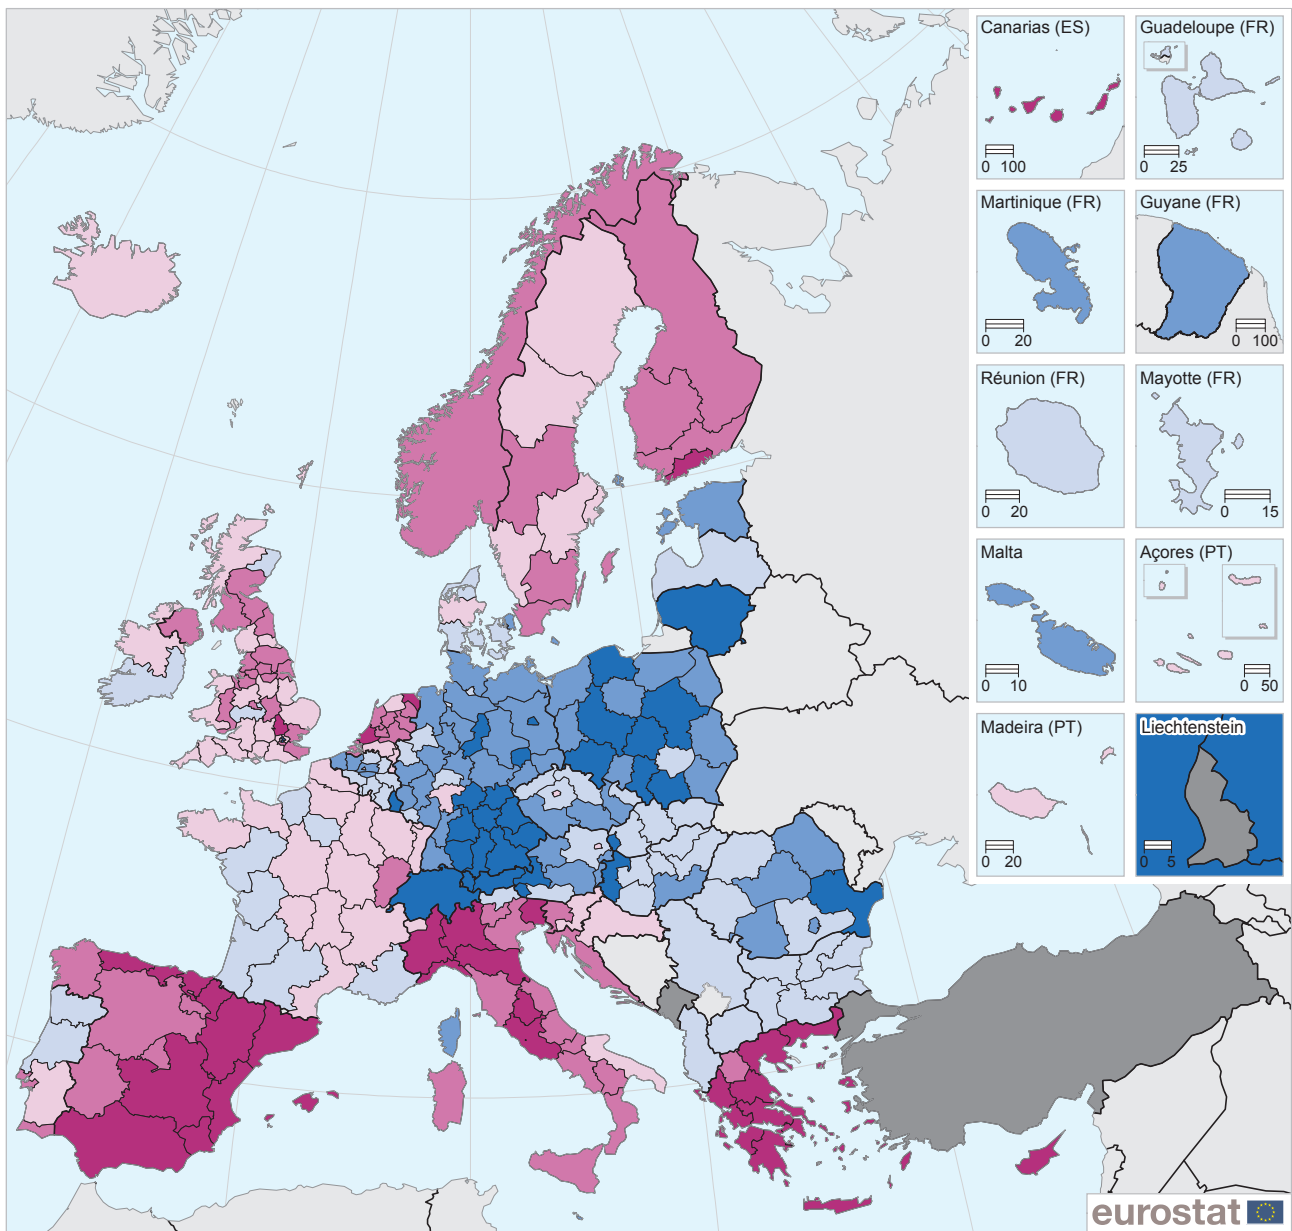 Canarias (ES)
0 100
Guadeloupe (FR)
0 25
Martinique (FR)
0 20
Guyane (FR)
0 100
Réunion (FR)
0 20
Mayotte (FR)
0 15
Malta
0 10
Açores (PT)
0 50
Madeira (PT)
0 20
Liechtenstein
0 5
eurostat